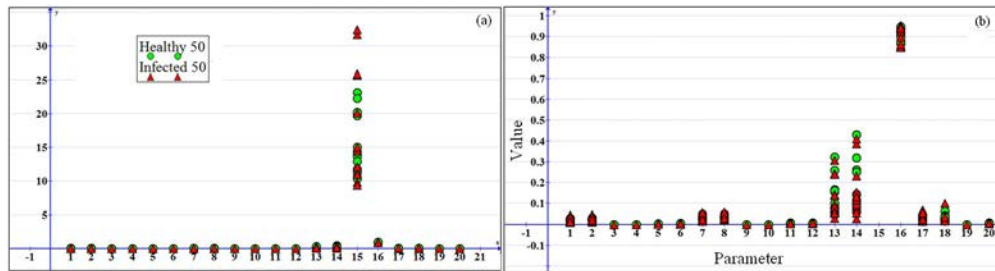 y
(a)
30
Healthy 50
Infected 50
25
20
15
10
5
x
-1 1 2 3 4 5 6 7 8 9 10 11 12 13 14 15 16 17 18 19 20 21
y
(b)
1
0.9
0.8
0.7
0.6
Value
0.5
0.4
0.3
0.2
0.1
-1 1 2 3 4 5 6 7 8 9 10 11 12 13 14 15 16 17 18 19 20
-0.1
Parameter